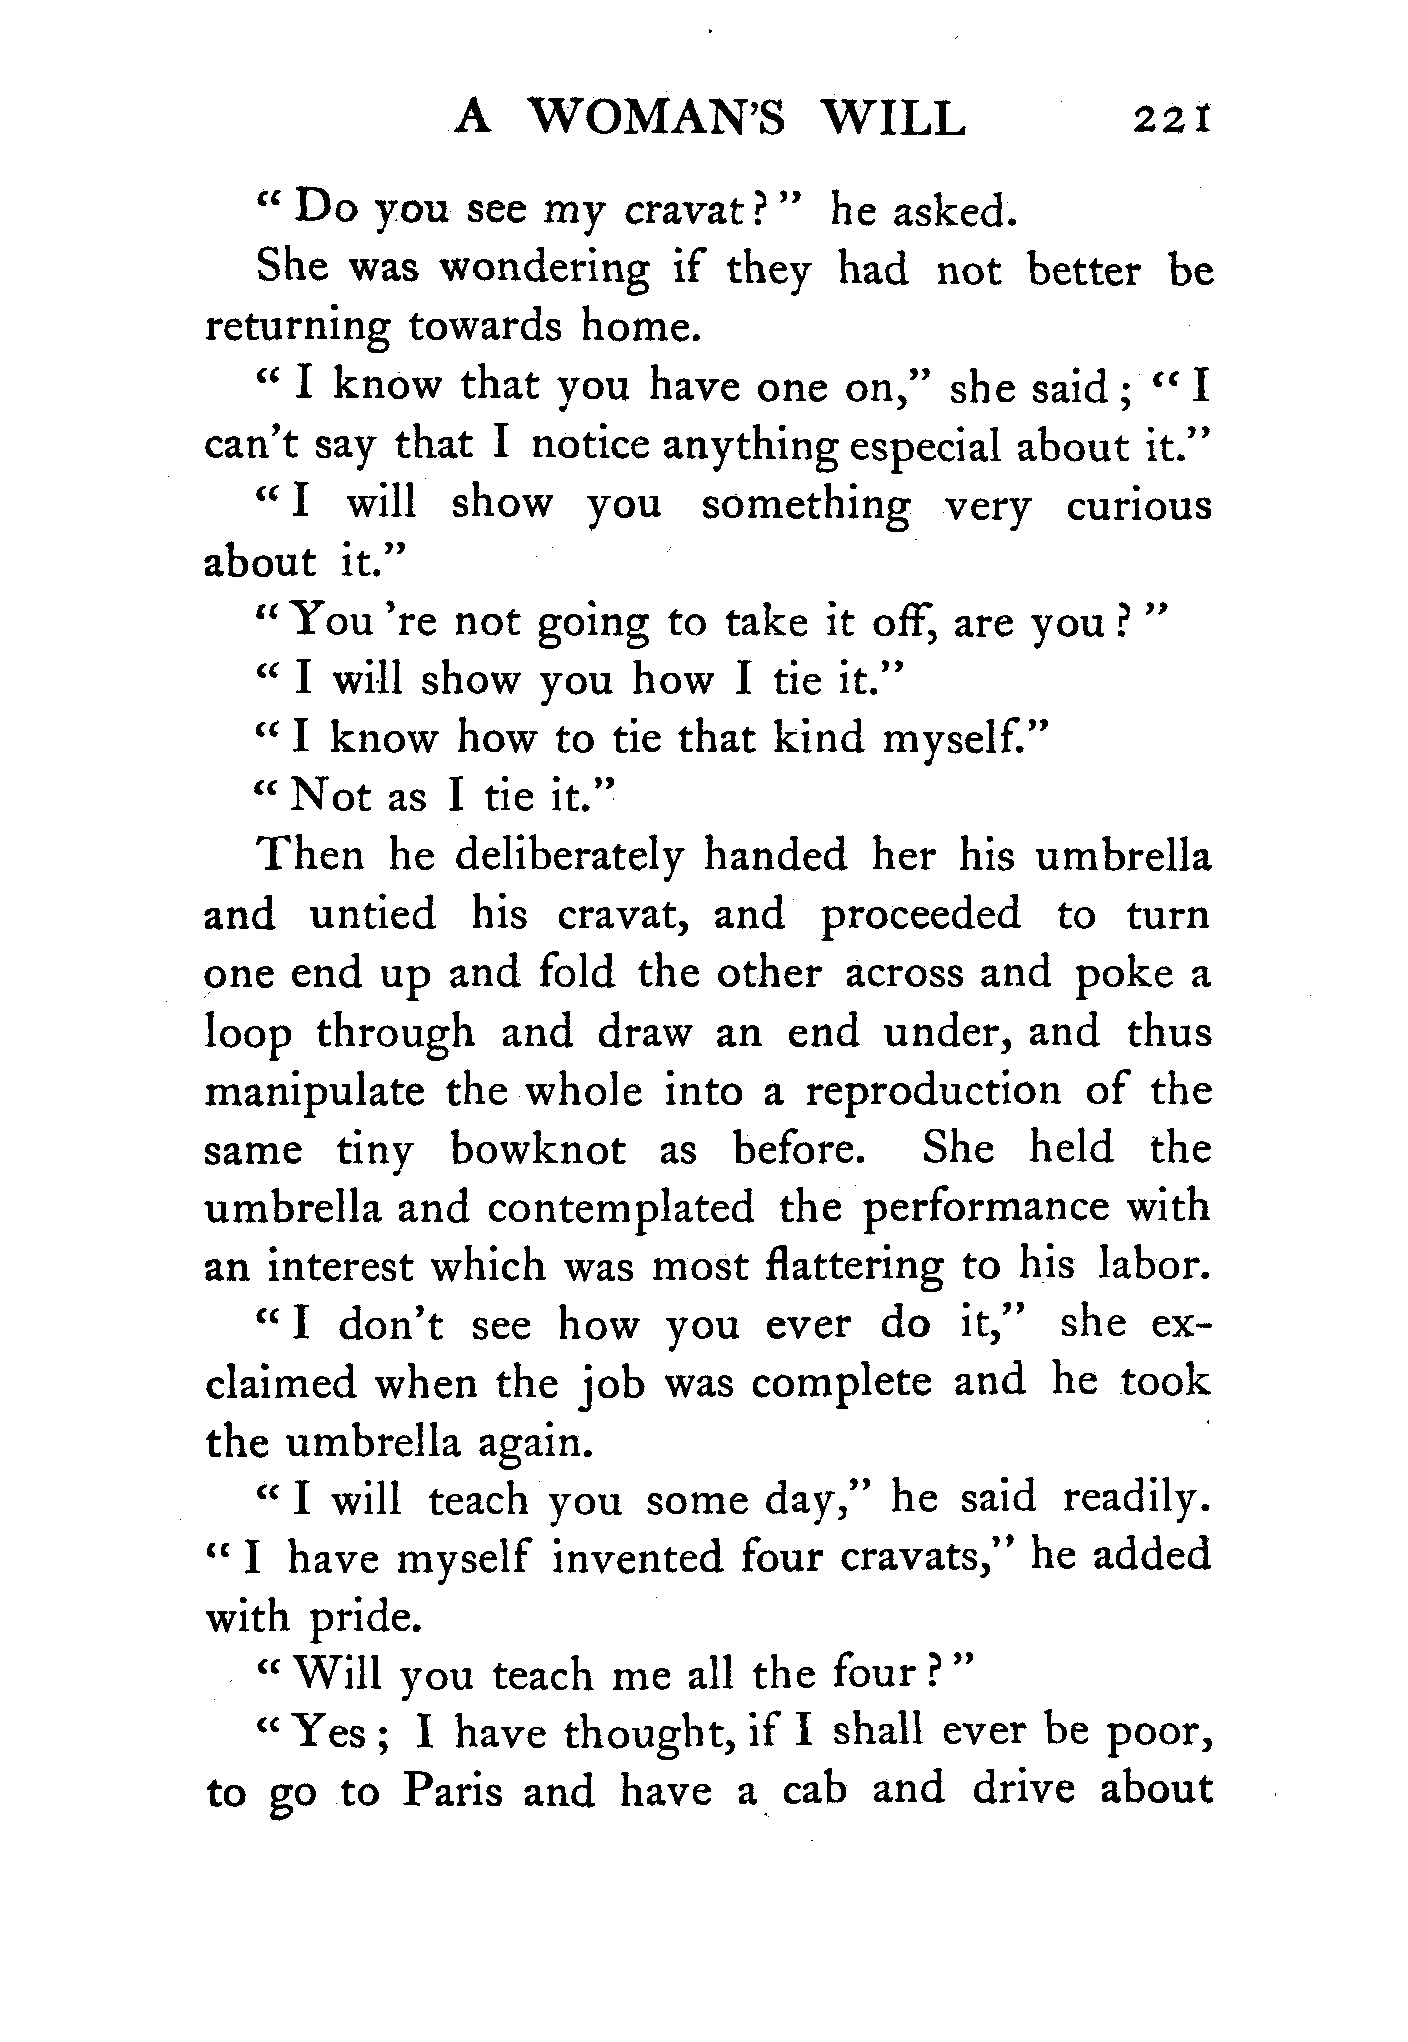 A WOMAN'S WILL 221
“Do you see my cravat?” he asked.
She was wondering if they had not better be
returning towards home.
“I know that you have one on,” she said; “I
can't say that I notice anything especial about it.”
“I will show you something very curious
about it.”
“You 're not going to take it off, are you?”
“I will show you how I tie it.”
“I know how to tie that kind myself.”
“Not as I tie it.”
Then he deliberately handed her his umbrella
and untied his cravat, and proceeded to turn
one end up and fold the other across and poke a
loop through and draw an end under, and thus
manipulate the whole into a reproduction of the
same tiny bowknot as before. She held the
umbrella and contemplated the performance with
an interest which was most flattering to his labor.
“I don't see how you ever do it,” she ex-
claimed when the job was complete and he took
the umbrella again.
“I will teach you some day,” he said readily.
“I have myself invented four cravats,” he added
with pride.
“Will you teach me all the four?”
“Yes; I have thought, if I shall ever be poor,
to go to Paris and have a cab and drive about